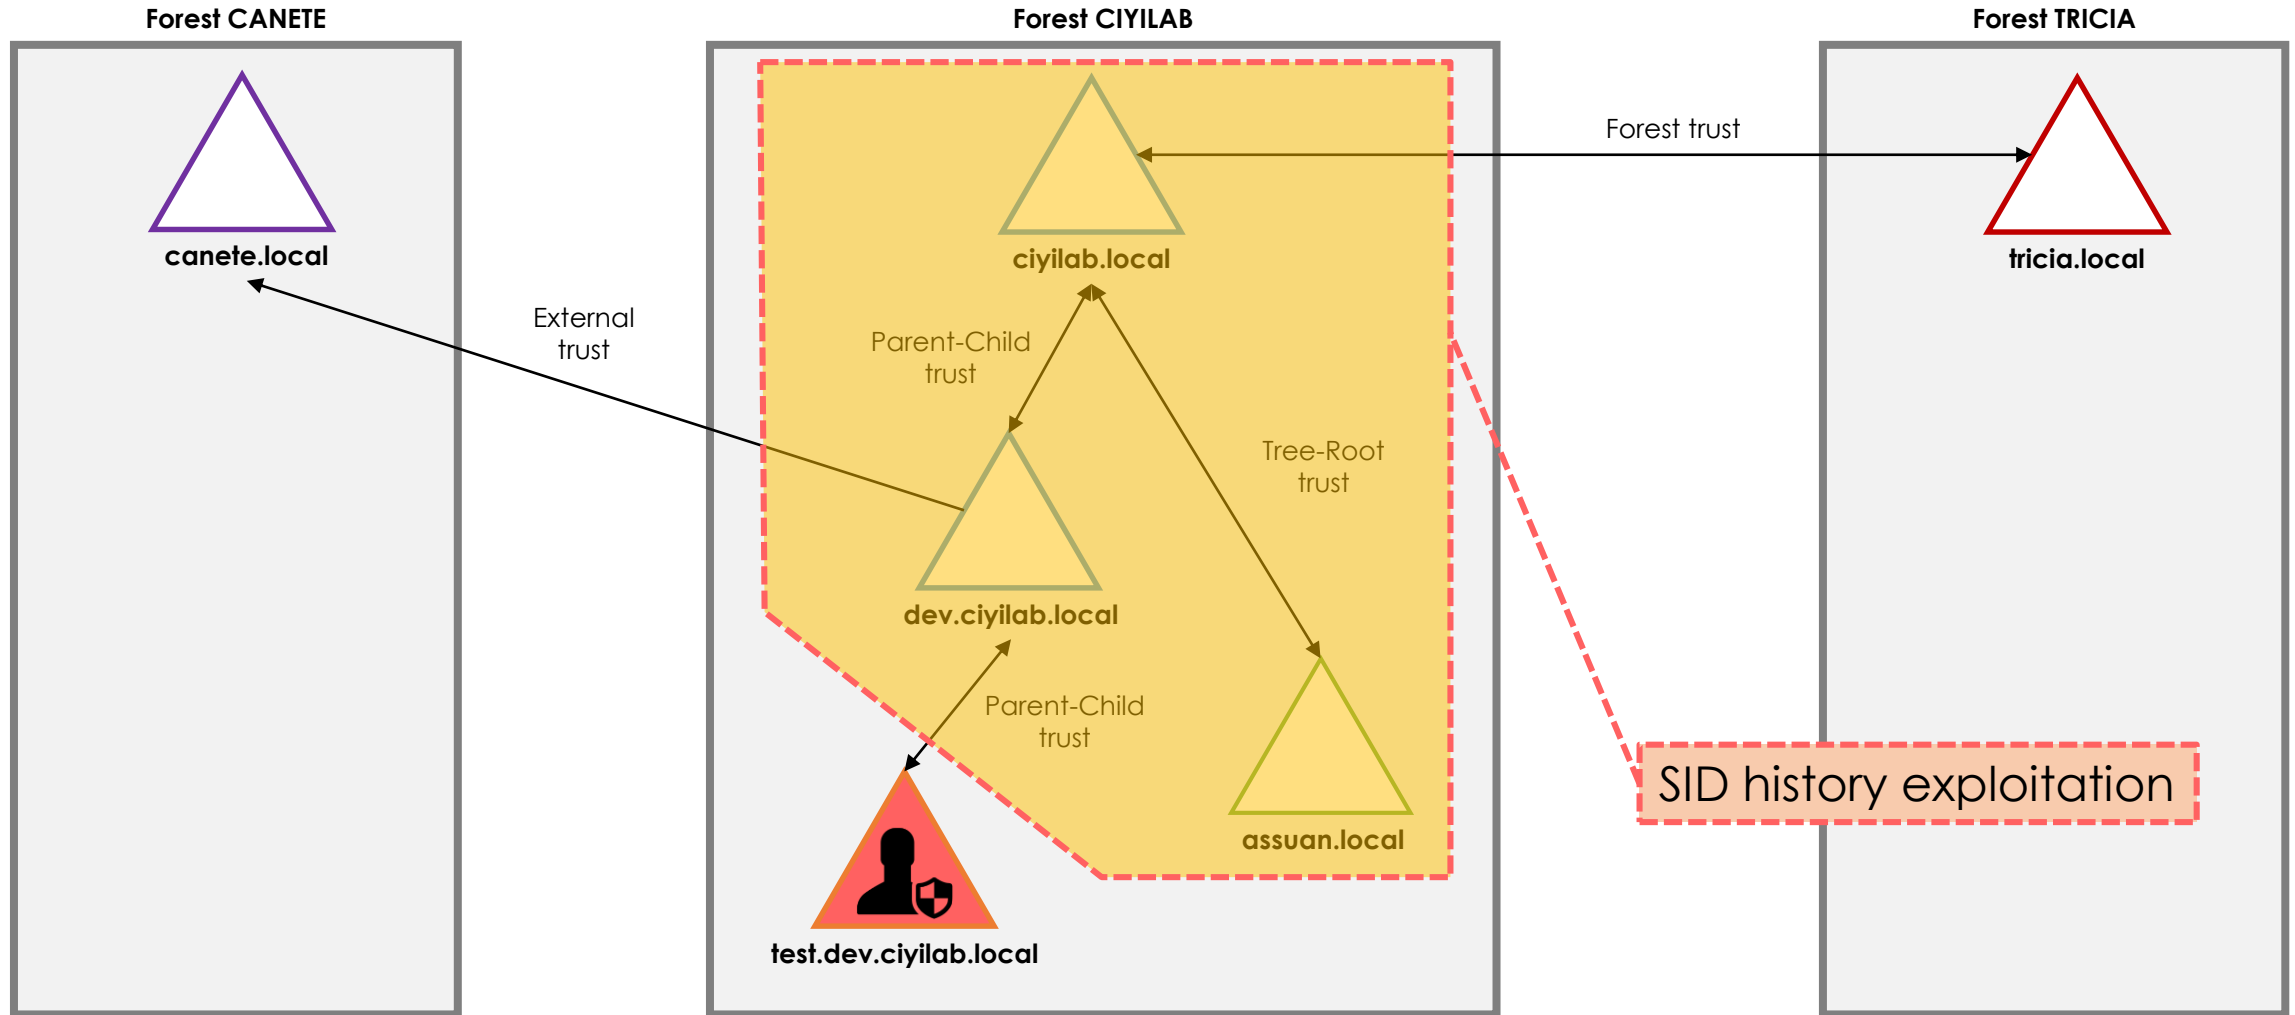 Forest CANETE
Forest CIYILAB
Forest TRICIA
Forest trust
canete.local
ciyilab.local
tricia.local
External
trust
Parent-Child
trust
Tree-Root
trust
dev.ciyilab.local
Parent-Child
trust
SID history exploitation
assuan.local
test.dev.ciyilab.local